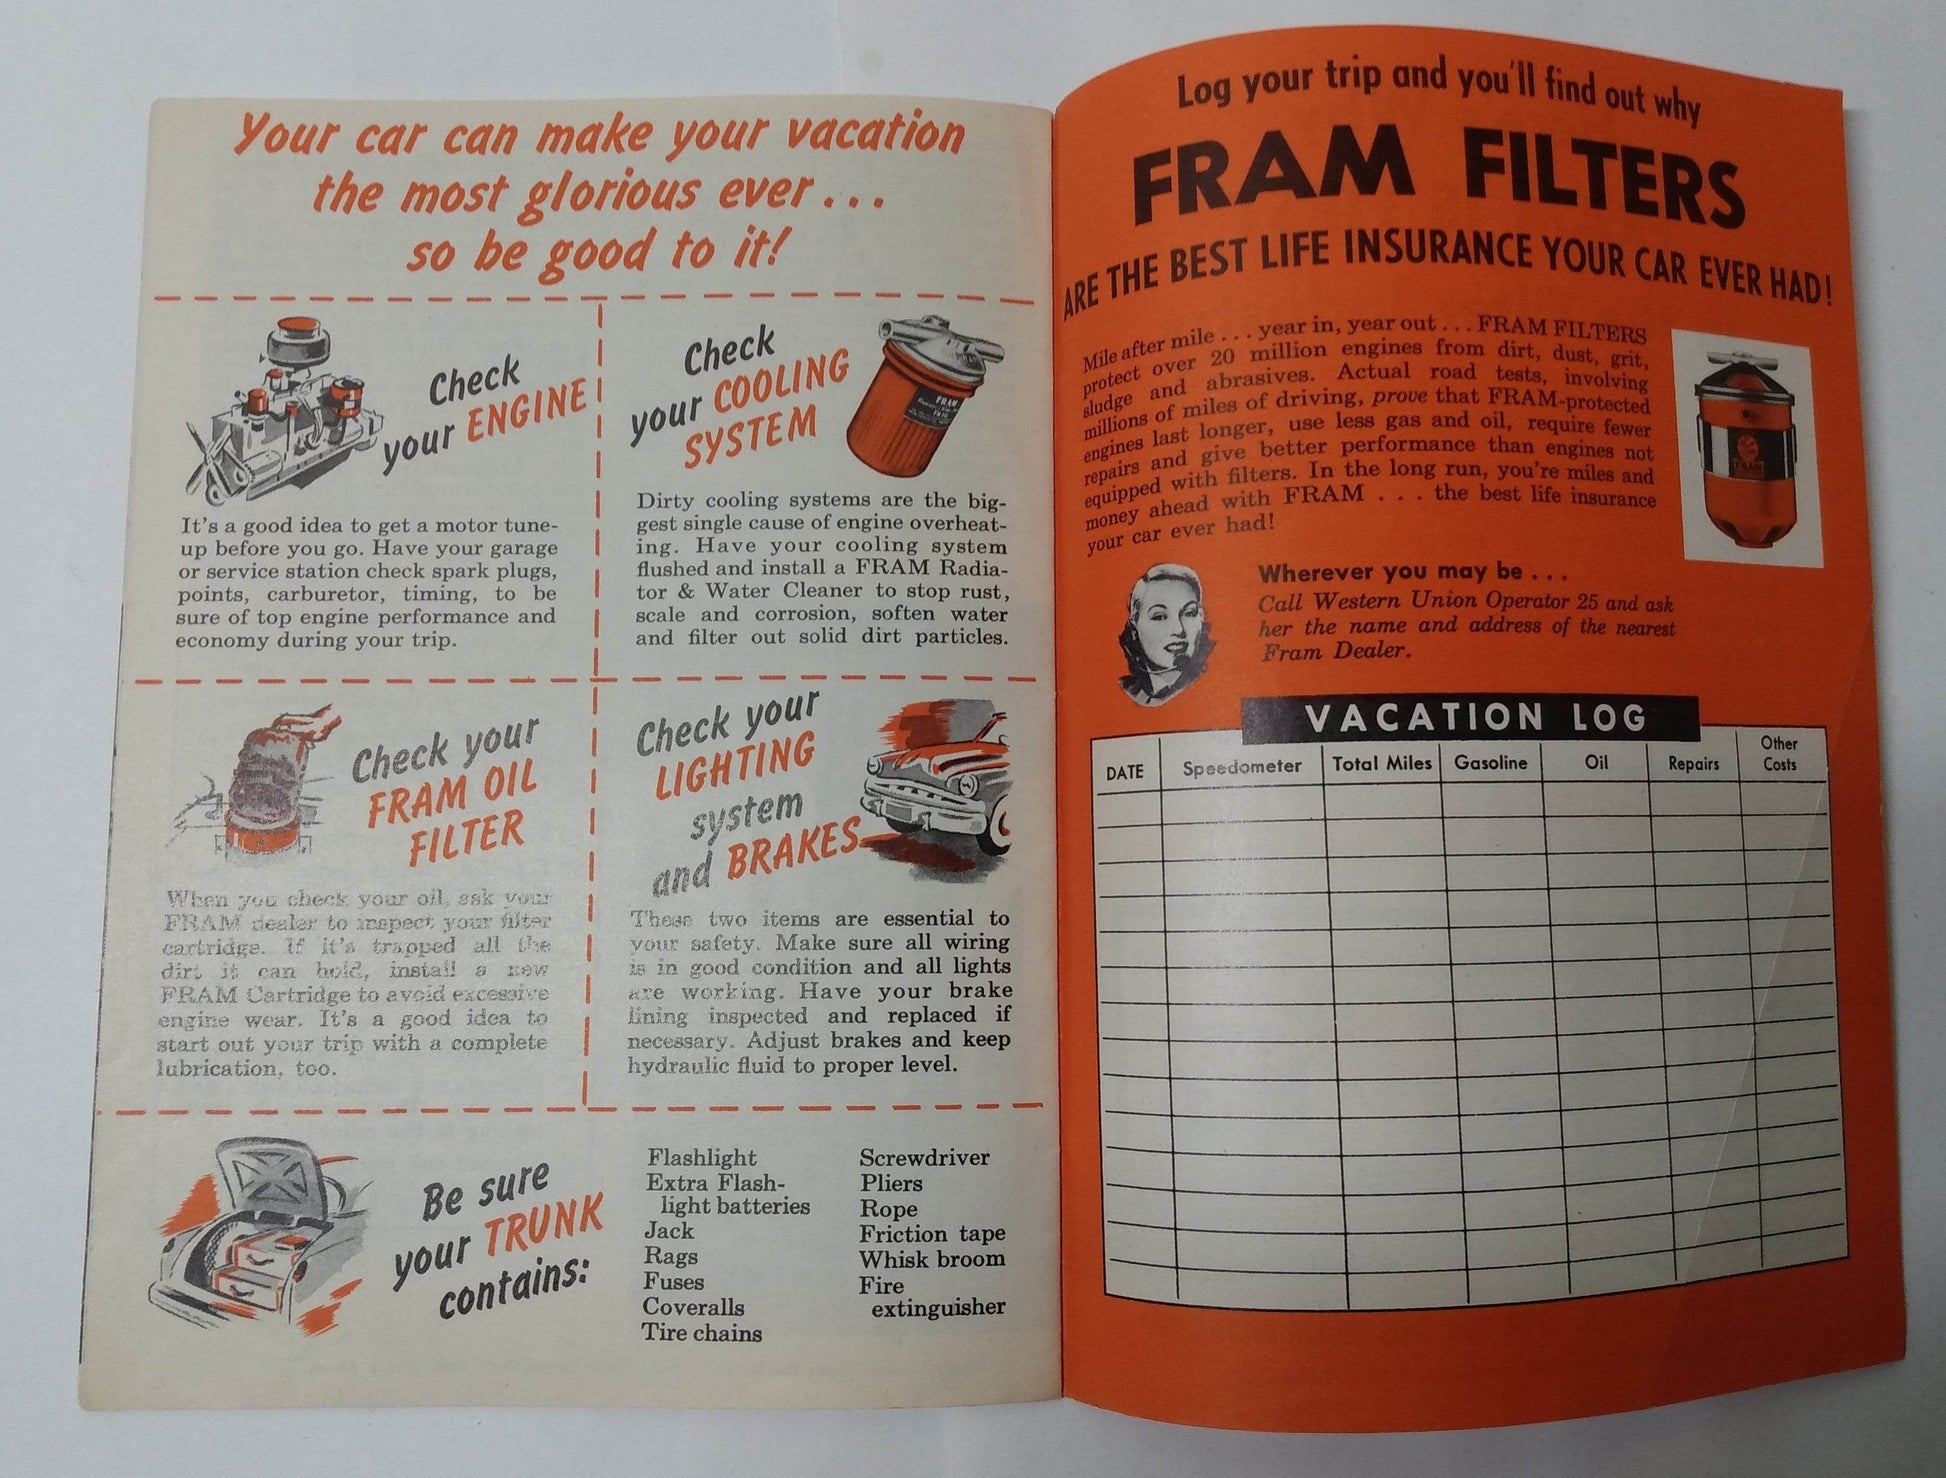 Your car can make your vacation
the most glorious ever...
so be good to it!
Check
your ENGINE
It's a good idea to get a motor tune-
up before you go. Have your garage
or service station check spark plugs,
points, carburetor, timing, to be
sure of top engine performance and
economy during your trip.
Check
your COOLING
SYSTEM
FRAM
Dirty cooling systems are the big-
gest single cause of engine overheat-
ing. Have your cooling system
flushed and install a FRAM Radia-
tor & Water Cleaner to stop rust,
scale and corrosion, soften water
and filter out solid dirt particles.
Check your
FRAM OIL
FILTER
When you check your oil, ask your
FRAM dealer to inspect your filter
cartridge. If it's trapped all the
dirt it can hold, install a new
FRAM Cartridge to avoid excessive
engine wear. It's a good idea to
start out your trip with a complete
lubrication, too.
Check your
LIGHTING
system
and BRAKES
These two items are essential to
your safety. Make sure all wiring
is in good condition and all lights
are working. Have your brake
lining inspected and replaced if
necessary. Adjust brakes and keep
hydraulic fluid to proper level.
Be sure
your TRUNK
contains:
Flashlight
Extra Flash-
light batteries
Jack
Rags
Fuses
Coveralls
Tire chains
Screwdriver
Pliers
Rope
Friction tape
Whisk broom
Fire
extinguisher
Log your trip and you'll find out why
FRAM FILTERS
ARE THE BEST LIFE INSURANCE YOUR CAR EVER HAD!
Mile after mile... year in, year out... FRAM FILTERS
protect over 20 million engines from dirt, dust, grit,
sludge and abrasives. Actual road tests, involving
millions of miles of driving, prove that FRAM-protected
engines last longer, use less gas and oil, require fewer
repairs and give better performance than engines not
equipped with filters. In the long run, you're miles and
money ahead with FRAM . . . the best life insurance
your car ever had!
FRAM
Wherever you may be...
Call Western Union Operator 25 and ask
her the name and address of the nearest
Fram Dealer.
VACATION LOG
DATE Speedometer Total Miles Gasoline Oil Repairs Other
Costs